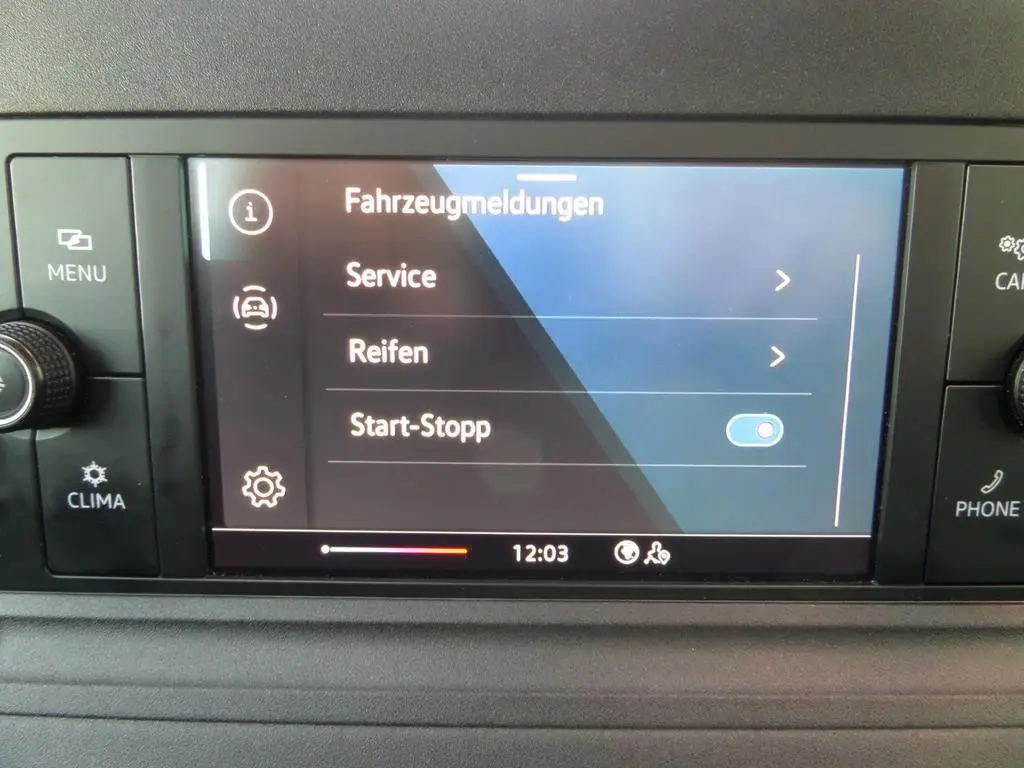 MENU
CLIMA
Fahrzeugmeldungen
Service
Reifen
Start-Stopp
12:03
PHONE